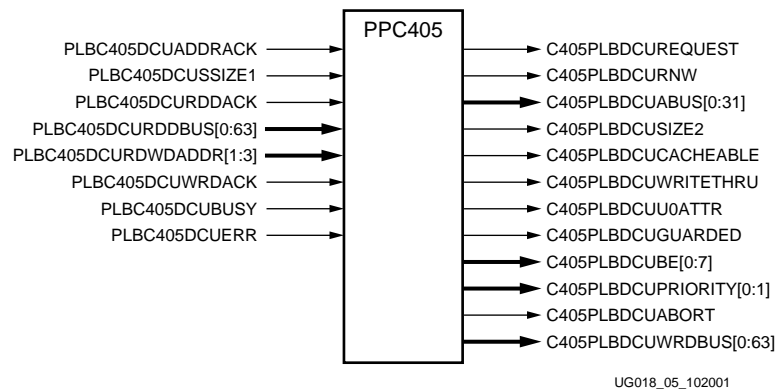 PPC405
PLBC405DCUADDRACK
PLBC405DCUSSIZE1
PLBC405DCURDDACK
PLBC405DCURDDBUS[0:63]
PLBC405DCURDWDADDR[1:3]
PLBC405DCUWRDACK
PLBC405DCUBUSY
PLBC405DCUERR
C405PLBDCUREQUEST
C405PLBDCURNW
C405PLBDCUABUS[0:31]
C405PLBDCUSIZE2
C405PLBDCUCACHEABLE
C405PLBDCUWRITETHRU
C405PLBDCUU0ATTR
C405PLBDCUGUARDED
C405PLBDCUBE[0:7]
C405PLBDCUPRIORITY[0:1]
C405PLBDCUABORT
C405PLBDCUWRDBUS[0:63]
UG018_05_102001